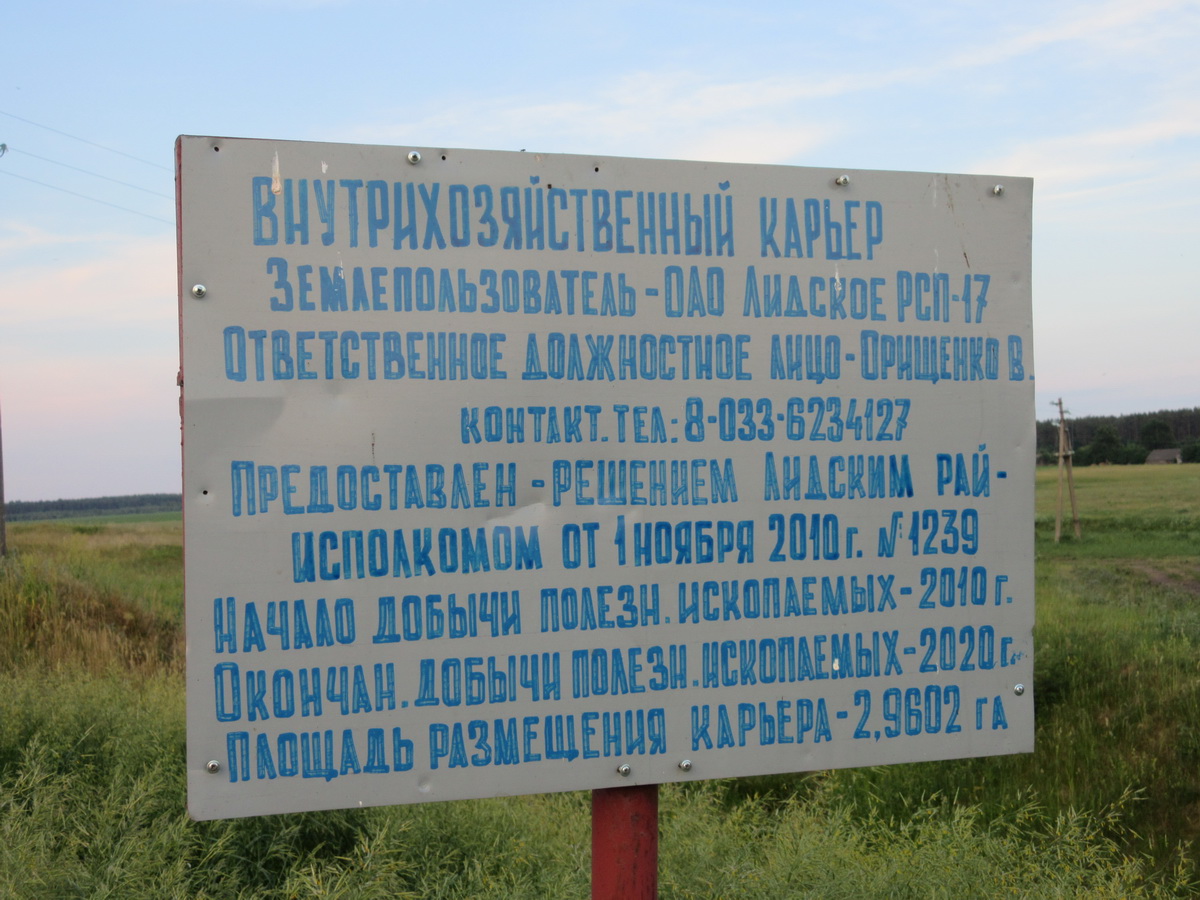 ВНУТРИХОЗЯЙСТВЕННЫЙ КАРЬЕР
ЗЕМЛЕПОЛЬЗОВАТЕЛЬ - ОАО ЛИДСКОЕ РСП-17
ОТВЕТСТВЕННОЕ ДОЛЖНОСТНОЕ ЛИЦО - ОРИЩЕНКО В.
КОНТАКТ. ТЕЛ: 8-033-6234127
ПРЕДОСТАВЛЕН - РЕШЕНИЕМ ЛИДСКИМ РАЙ-
ИСПОЛКОМОМ ОТ 1 НОЯБРЯ 2010 г. № 1239
НАЧАЛО ДОБЫЧИ ПОЛЕЗН. ИСКОПАЕМЫХ - 2010 г.
ОКОНЧАН. ДОБЫЧИ ПОЛЕЗН. ИСКОПАЕМЫХ - 2020 г.
ПЛОЩАДЬ РАЗМЕЩЕНИЯ КАРЬЕРА - 2,9602 ГА